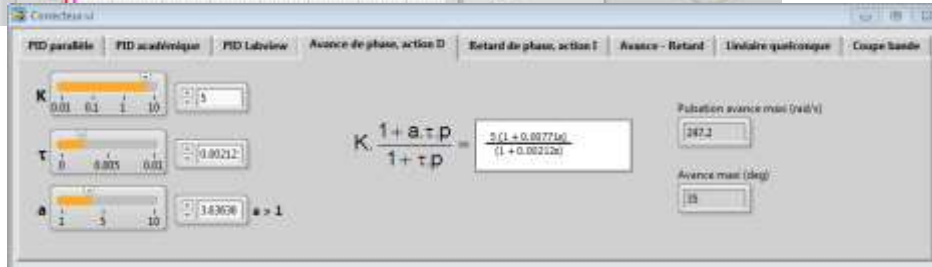 Correcteur.vi
PID parallèle PID académique PID Labview Avance de phase, action D Retard de phase, action I Avance - Retard Linéaire quelconque Coupe bande
K 0.01 0.1 1 10 5
τ 0 0.005 0.01 0.00212
a 1 5 10 3.63636 a > 1
K. 1 + a.τ p / 1 + τ p = 5 (1 + 0.00771s) / (1 + 0.00212s)
Pulsation avance maxi (rad/s)
247.2
Avance maxi (deg)
35